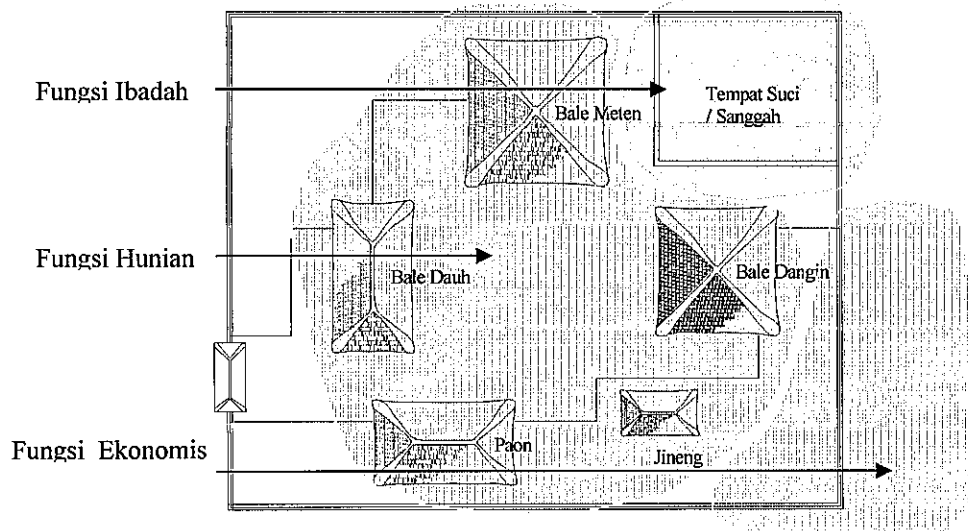 Fungsi Ibadah
Bale Meten
Tempat Suci
/ Sanggah
Fungsi Hunian
Bale Dauh
Bale Dangin
Fungsi Ekonomis
Paon
Jineng